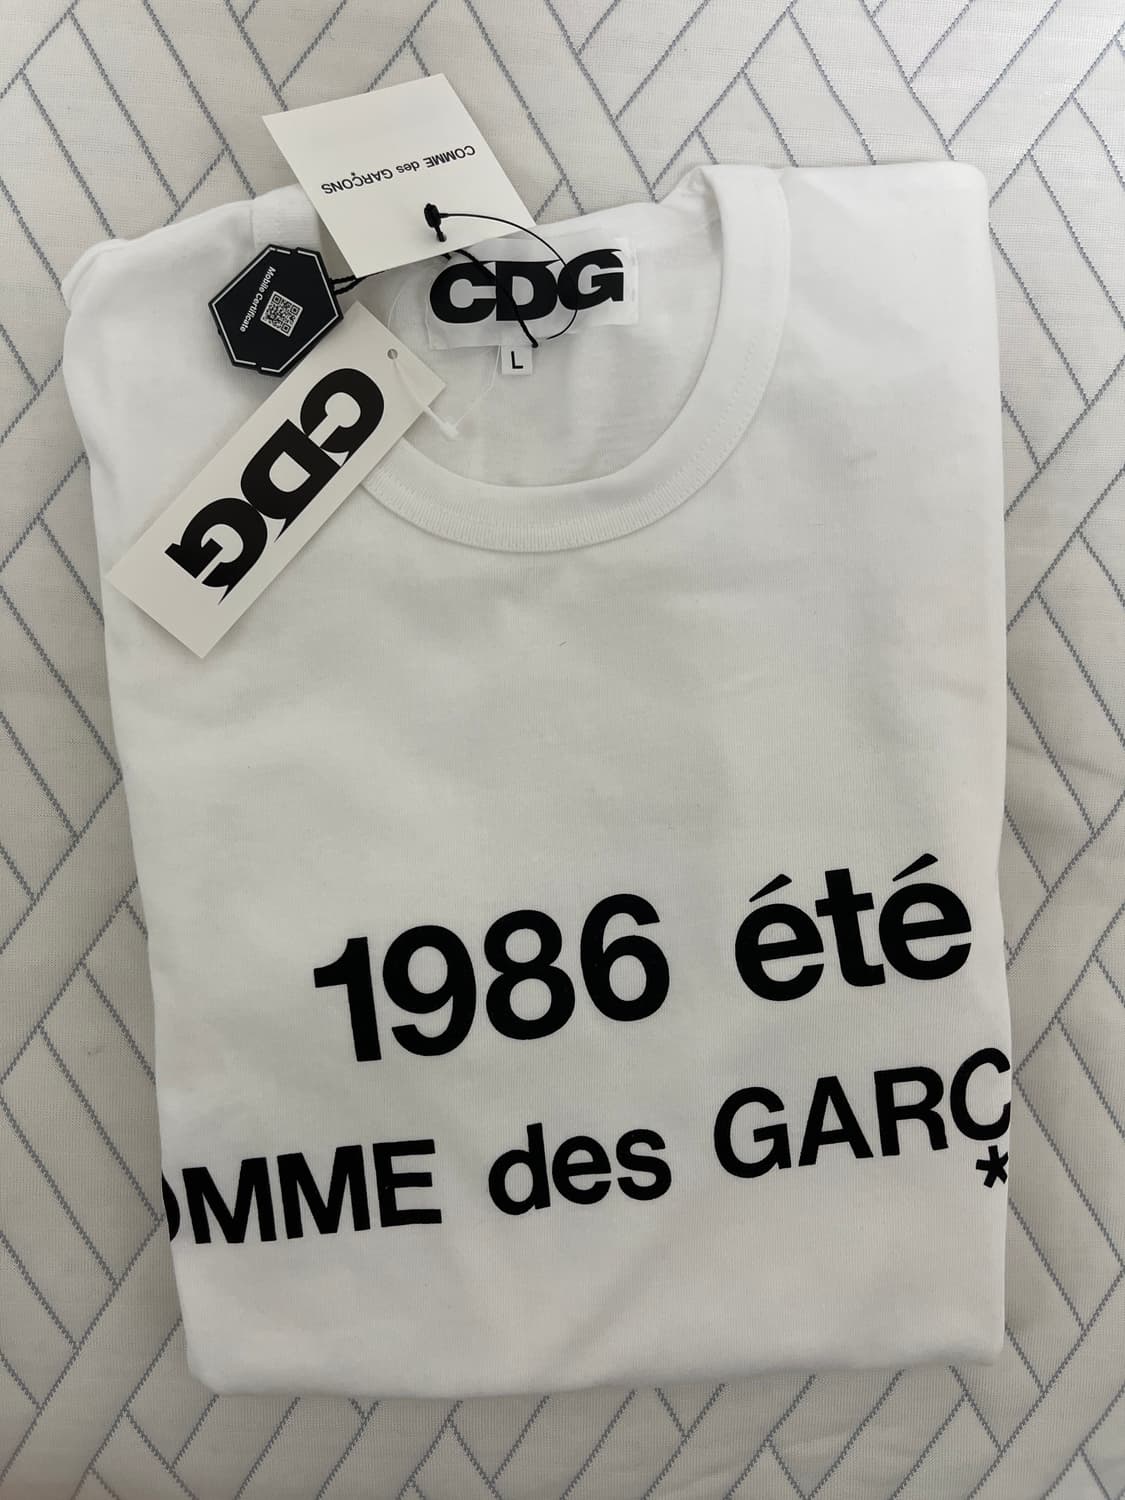 COMME des GARÇONS
Mobile Certificate
CDG
L
CDG
1986 été
OMME des GARÇ
*